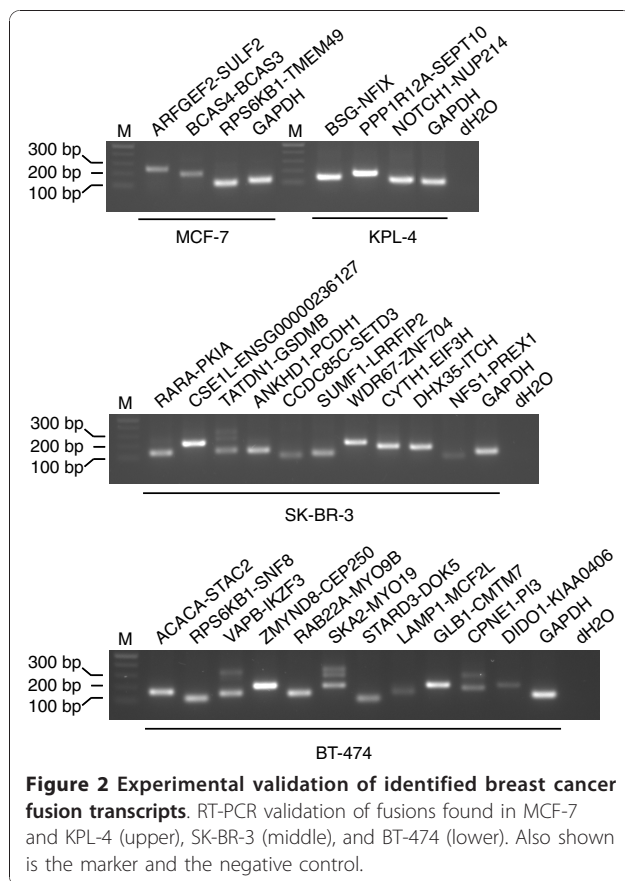 M
ARFGEF2-SULF2
BCAS4-BCAS3
RPS6KB1-TMEM49
GAPDH
M
BSG-NFIX
PPP1R12A-SEPT10
NOTCH1-NUP214
GAPDH
dH2O
300 bp
200 bp
100 bp
MCF-7
KPL-4
M
RARA-PKIA
CSE1L-ENSG00000236127
TATDN1-GSDMB
ANKHD1-PCDH1
CCDC85C-SETD3
SUMF1-LRRFIP2
WDR67-ZNF704
CYTH1-EIF3H
DHX35-ITCH
NFS1-PREX1
GAPDH
dH2O
300 bp
200 bp
100 bp
SK-BR-3
M
ACACA-STAC2
RPS6KB1-SNF8
VAPB-IKZF3
ZMYND8-CEP250
RAB22A-MYO9B
SKA2-MYO19
STARD3-DOK5
LAMP1-MCF2L
GLB1-CMTM7
CPNE1-PI3
DIDO1-KIAA0406
GAPDH
dH2O
300 bp
200 bp
100 bp
BT-474
Figure 2 Experimental validation of identified breast cancer
fusion transcripts. RT-PCR validation of fusions found in MCF-7
and KPL-4 (upper), SK-BR-3 (middle), and BT-474 (lower). Also shown
is the marker and the negative control.